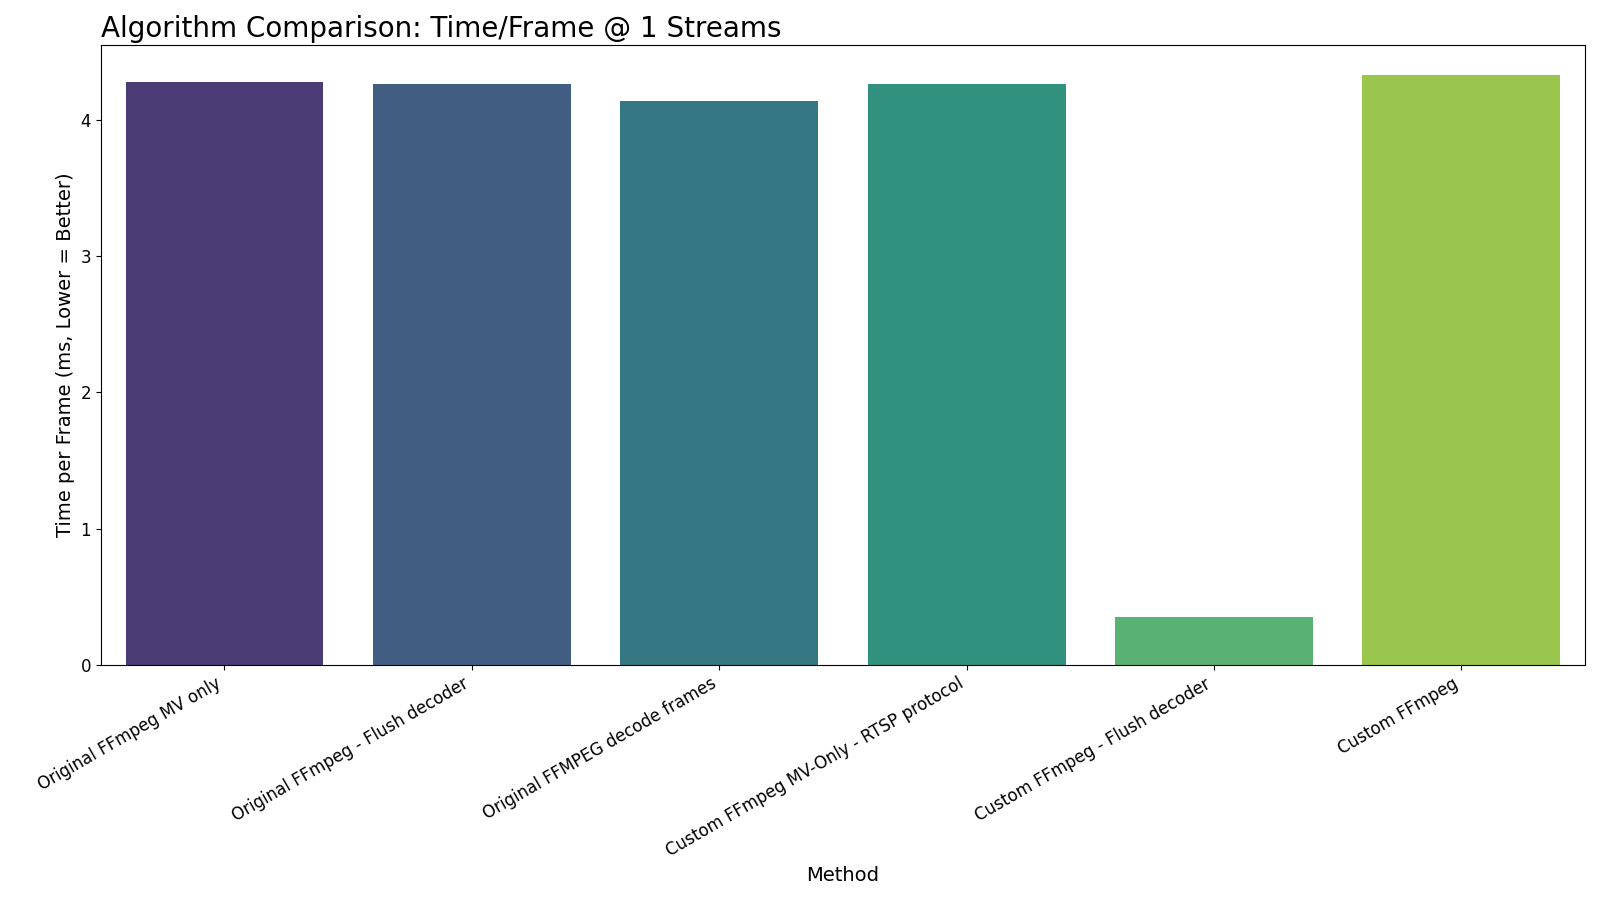 Algorithm Comparison: Time/Frame @ 1 Streams
Time per Frame (ms, Lower = Better)
4
3
2
1
0
Original FFmpeg MV only
Original FFmpeg - Flush decoder
Original FFMPEG decode frames
Custom FFmpeg MV-Only - RTSP protocol
Custom FFmpeg - Flush decoder
Custom FFmpeg
Method